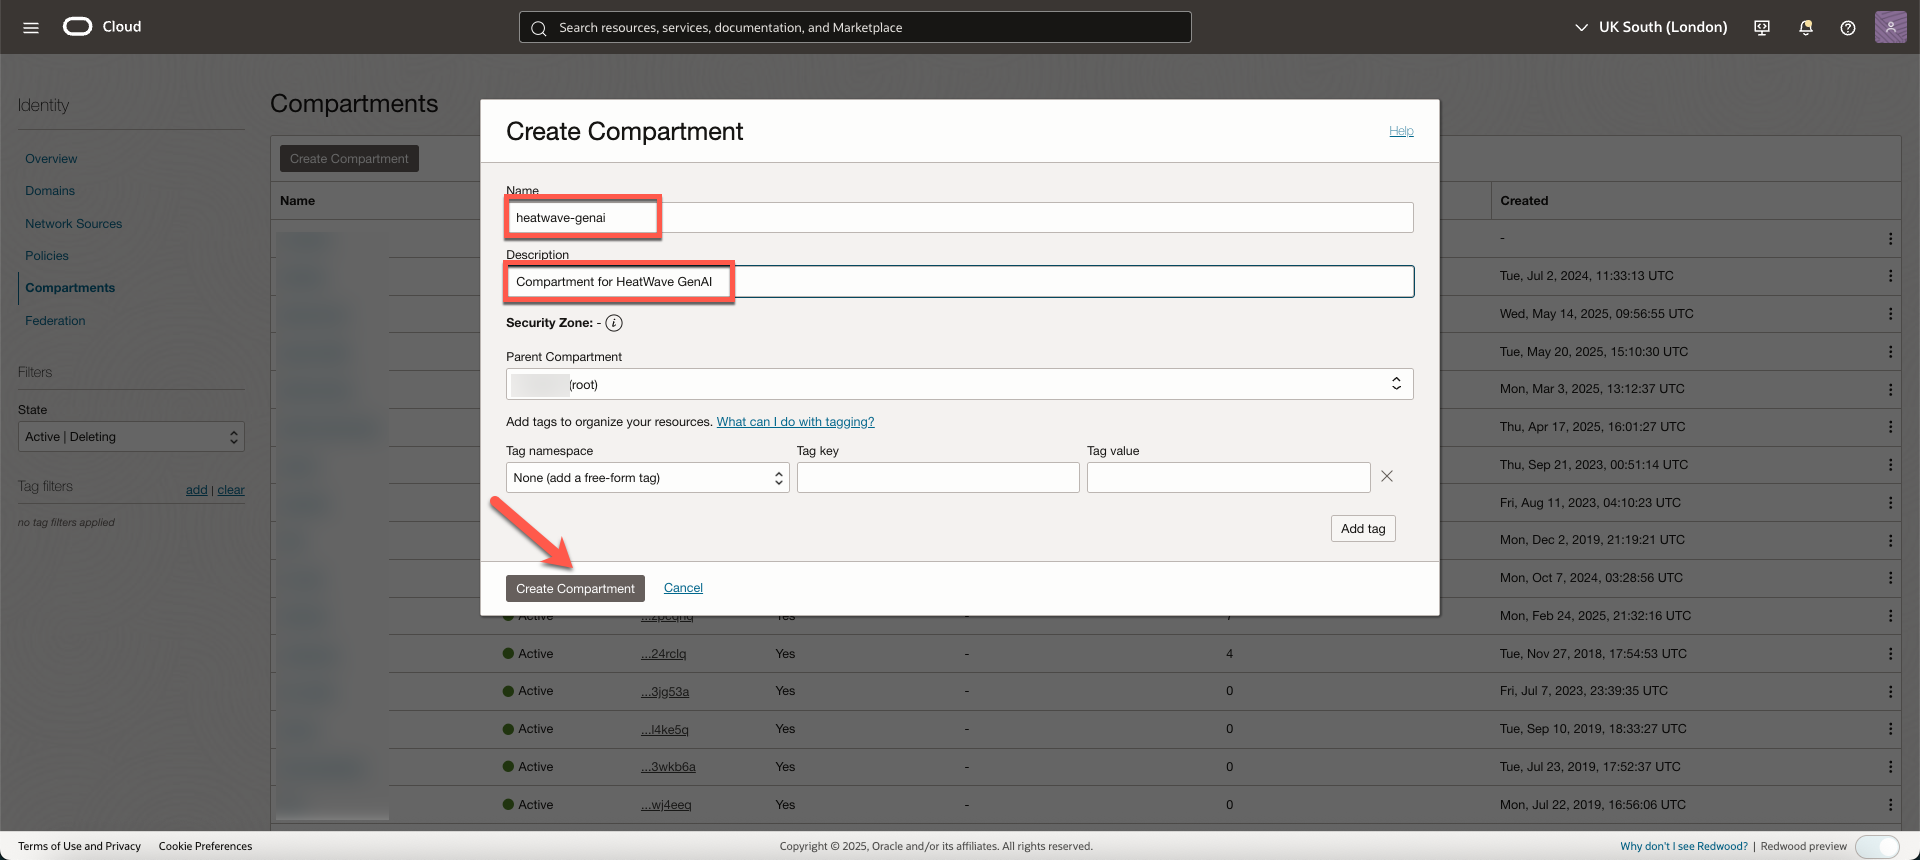 Cloud
Search resources, services, documentation, and Marketplace
UK South (London)
Identity
Overview
Domains
Network Sources
Policies
Compartments
Federation
Filters
State
Active | Deleting
Tag filters
add | clear
no tag filters applied
Compartments
Create Compartment
Name
Created
-
Tue, Jul 2, 2024, 11:33:13 UTC
Wed, May 14, 2025, 09:56:55 UTC
Tue, May 20, 2025, 15:10:30 UTC
Mon, Mar 3, 2025, 13:12:37 UTC
Thu, Apr 17, 2025, 16:01:27 UTC
Thu, Sep 21, 2023, 00:51:14 UTC
Fri, Aug 11, 2023, 04:10:23 UTC
Mon, Dec 2, 2019, 21:19:21 UTC
Mon, Oct 7, 2024, 03:28:56 UTC
Create Compartment
Help
Name
heatwave-genai
Description
Compartment for HeatWave GenAI
Security Zone: -
Parent Compartment
(root)
Add tags to organize your resources. What can I do with tagging?
Tag namespace Tag key Tag value
None (add a free-form tag)
Add tag
Create Compartment Cancel
Active Yes - Mon, Feb 24, 2025, 21:32:16 UTC
Active ...24rclq Yes - 4 Tue, Nov 27, 2018, 17:54:53 UTC
Active ...3jg53a Yes - 0 Fri, Jul 7, 2023, 23:39:35 UTC
Active ...l4ke5q Yes - 0 Tue, Sep 10, 2019, 18:33:27 UTC
Active ...3wkb6a Yes - 0 Tue, Jul 23, 2019, 17:52:37 UTC
Active ...wj4eeq Yes - 0 Mon, Jul 22, 2019, 16:56:06 UTC
Terms of Use and Privacy Cookie Preferences
Copyright © 2025, Oracle and/or its affiliates. All rights reserved.
Why don't I see Redwood? | Redwood preview